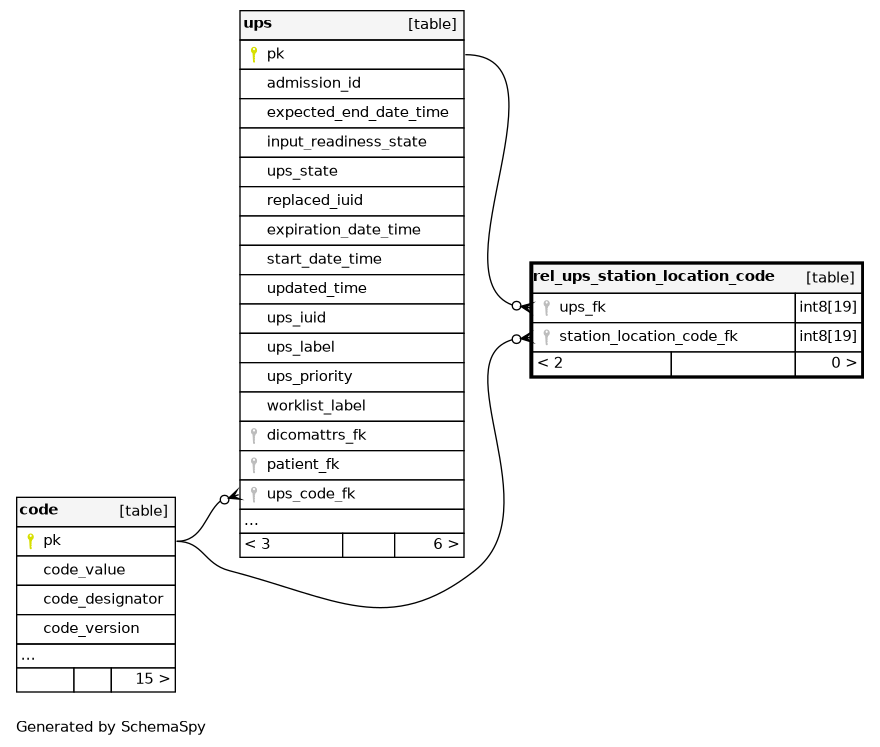 ups [table]
pk
admission_id
expected_end_date_time
input_readiness_state
ups_state
replaced_iuid
expiration_date_time
start_date_time
updated_time
ups_iuid
ups_label
ups_priority
worklist_label
dicomattrs_fk
patient_fk
ups_code_fk
...
< 3 6 >
rel_ups_station_location_code [table]
ups_fk int8[19]
station_location_code_fk int8[19]
< 2 0 >
code [table]
pk
code_value
code_designator
code_version
...
15 >
Generated by SchemaSpy